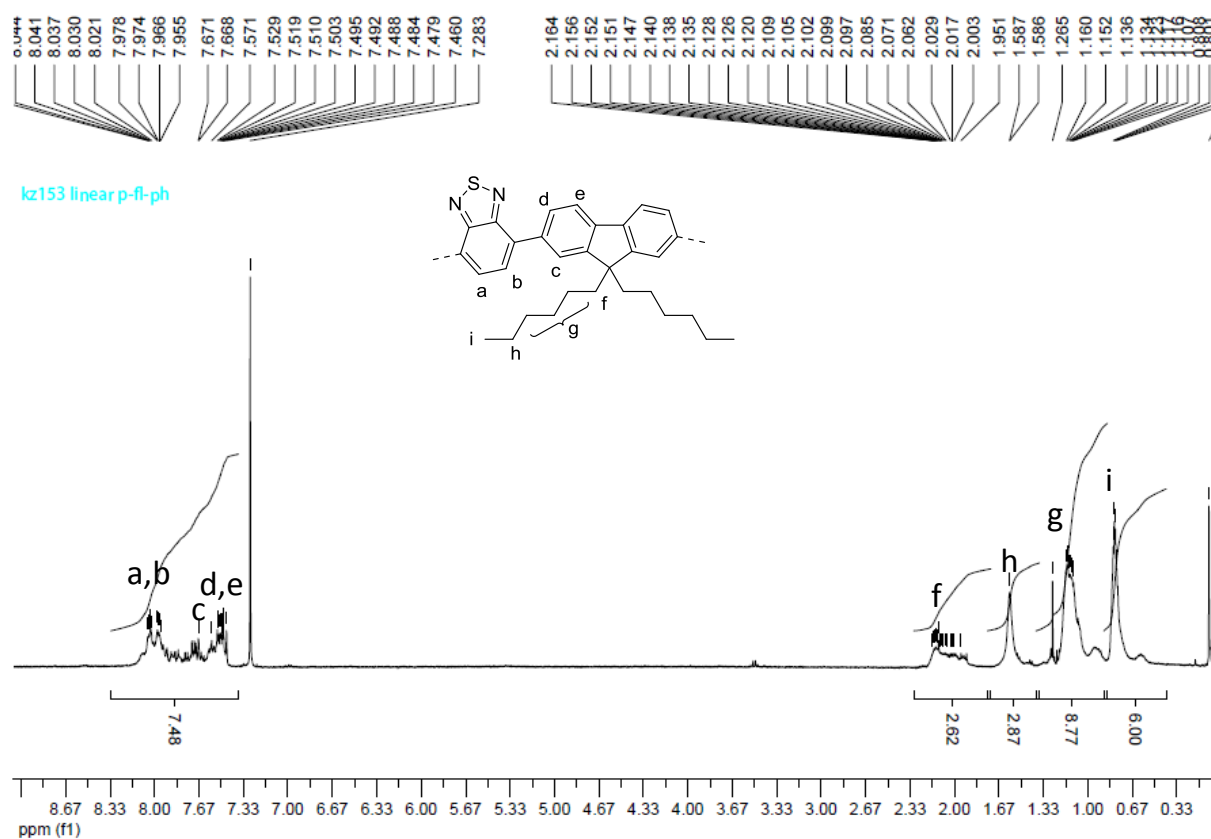 8.044 8.041 8.037 8.030 8.021 7.978 7.974 7.966 7.955 7.671 7.668 7.571 7.529 7.519 7.510 7.503 7.495 7.492 7.488 7.484 7.479 7.460 7.283 2.164 2.156 2.152 2.151 2.147 2.140 2.138 2.135 2.128 2.126 2.120 2.109 2.105 2.102 2.099 2.097 2.085 2.071 2.062 2.029 2.017 2.003 1.951 1.587 1.586 1.265 1.160 1.152 1.136 1.134
kz153 linear p-fl-ph
S
N N
d e
c
b
a
f
g
i
h
a,b
c
d,e
f
h
g
i
7.48 2.62 2.87 8.77 6.00
8.67 8.33 8.00 7.67 7.33 7.00 6.67 6.33 6.00 5.67 5.33 5.00 4.67 4.33 4.00 3.67 3.33 3.00 2.67 2.33 2.00 1.67 1.33 1.00 0.67 0.33
ppm (f1)